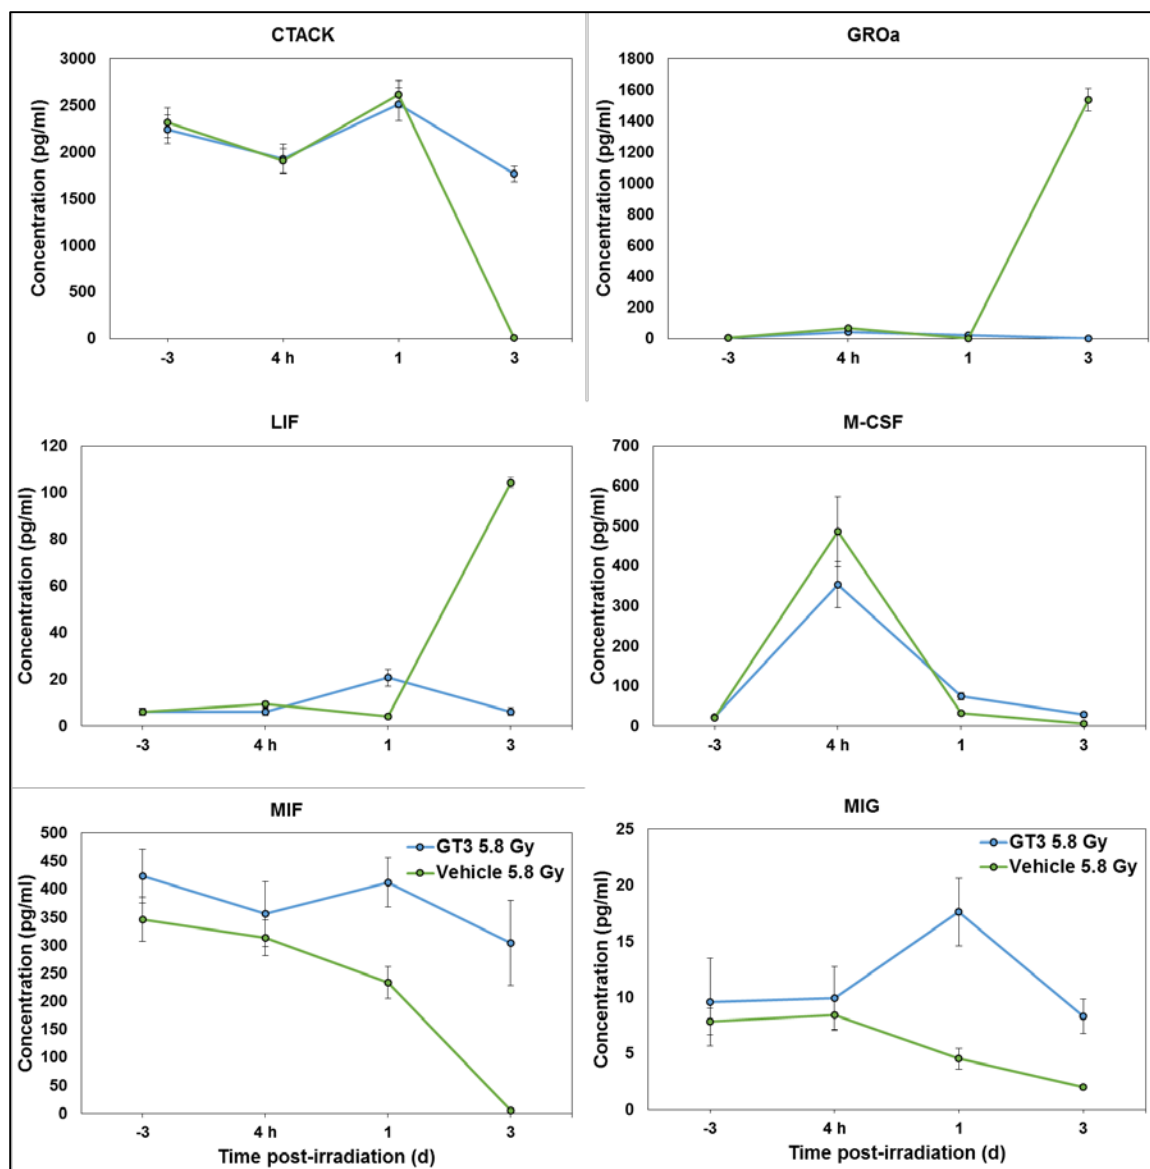 CTACK
Concentration (pg/ml)
3000
2500
2000
1500
1000
500
0
-3
4 h
1
3
GROa
Concentration (pg/ml)
1800
1600
1400
1200
1000
800
600
400
200
0
-3
4 h
1
3
LIF
Concentration (pg/ml)
120
100
80
60
40
20
0
-3
4 h
1
3
M-CSF
Concentration (pg/ml)
700
600
500
400
300
200
100
0
-3
4 h
1
3
MIF
Concentration (pg/ml)
500
450
400
350
300
250
200
150
100
50
0
GT3 5.8 Gy
Vehicle 5.8 Gy
-3
4 h
1
3
Time post-irradiation (d)
MIG
Concentration (pg/ml)
25
20
15
10
5
0
GT3 5.8 Gy
Vehicle 5.8 Gy
-3
4 h
1
3
Time post-irradiation (d)